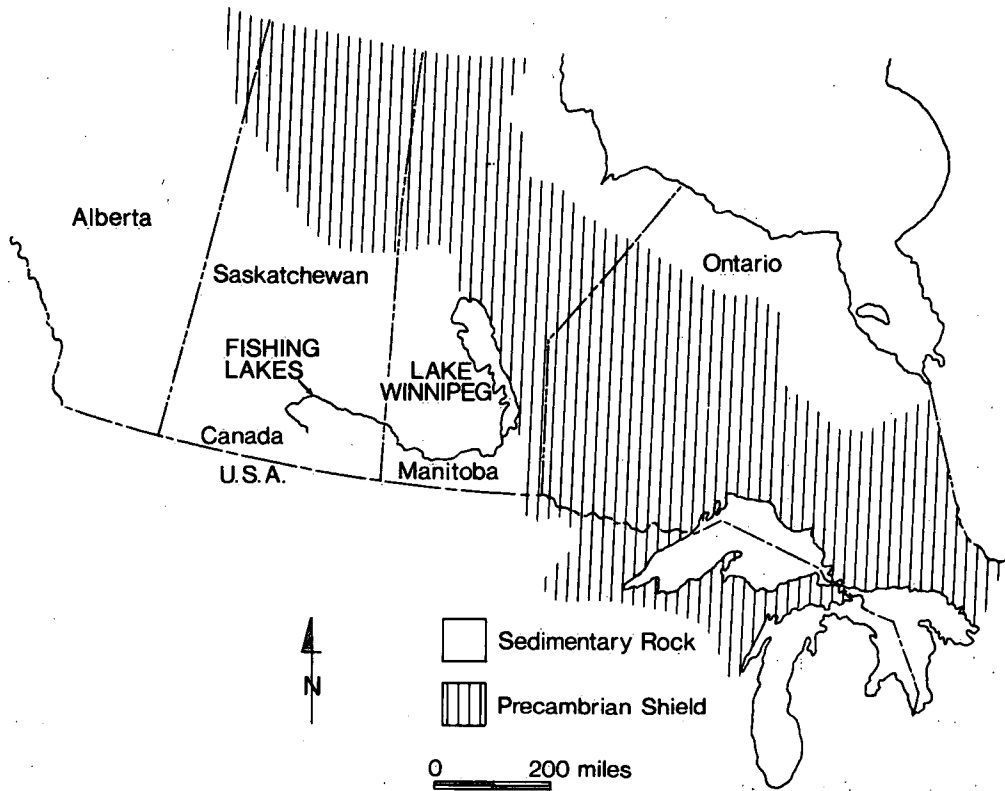 Alberta
Saskatchewan
Ontario
FISHING
LAKES
LAKE
WINNIPEG
Canada
U.S.A.
Manitoba
N
Sedimentary Rock
Precambrian Shield
0 200 miles